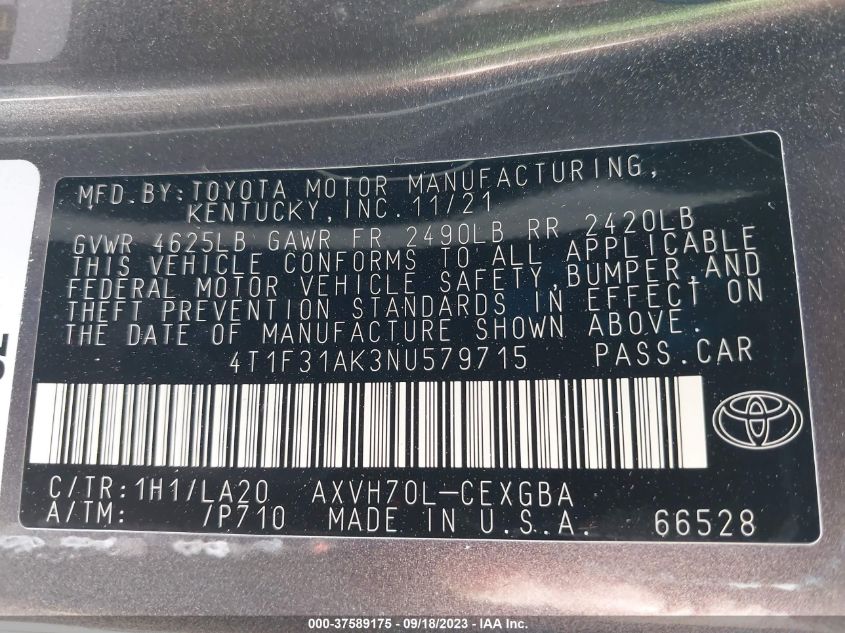 MFD. BY: TOYOTA MOTOR MANUFACTURING,
KENTUCKY, INC. 11/21
GVWR 4625LB GAWR FR 2490LB RR 2420LB
THIS VEHICLE CONFORMS TO ALL APPLICABLE
FEDERAL MOTOR VEHICLE SAFETY, BUMPER, AND
THEFT PREVENTION STANDARDS IN EFFECT ON
THE DATE OF MANUFACTURE SHOWN ABOVE.
4T1F31AK3NU579715 PASS. CAR
C/TR: 1H1/LA20 AXVH70L-CEXGBA
A/TM: /P710 MADE IN U.S.A. 66528
000-37589175 - 09/18/2023 - IAA Inc.